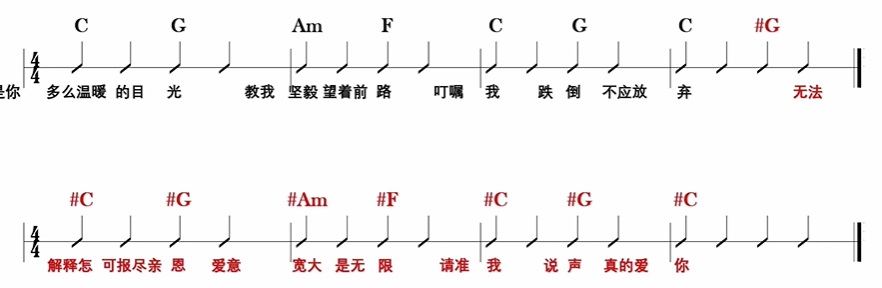 C G Am F C G C #G
4/4
是你 多么温暖 的目 光 教我 坚毅 望着前 路 叮嘱 我 跌 倒 不应放 弃 无法
#C #G #Am #F #C #G #C
4/4
解释怎 可报尽亲 恩 爱意 宽大 是无 限 请准 我 说 声 真的爱 你